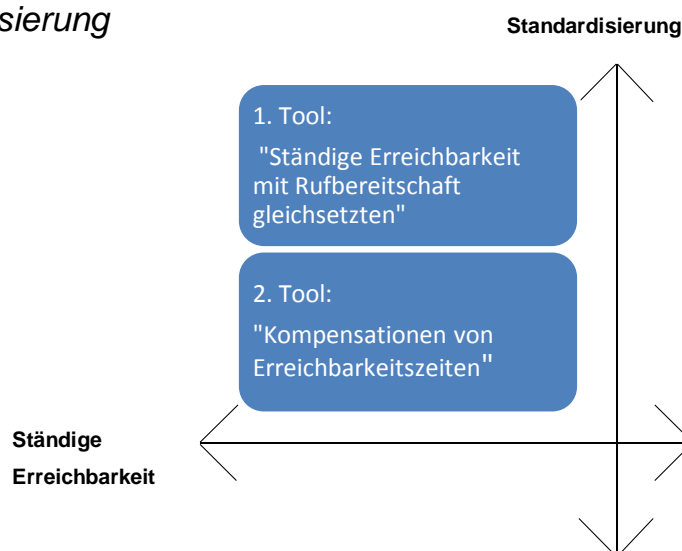 sierung
Standardisierung
1. Tool:
"Ständige Erreichbarkeit
mit Rufbereitschaft
gleichsetzten"
2. Tool:
"Kompensationen von
Erreichbarkeitszeiten"
Ständige
Erreichbarkeit